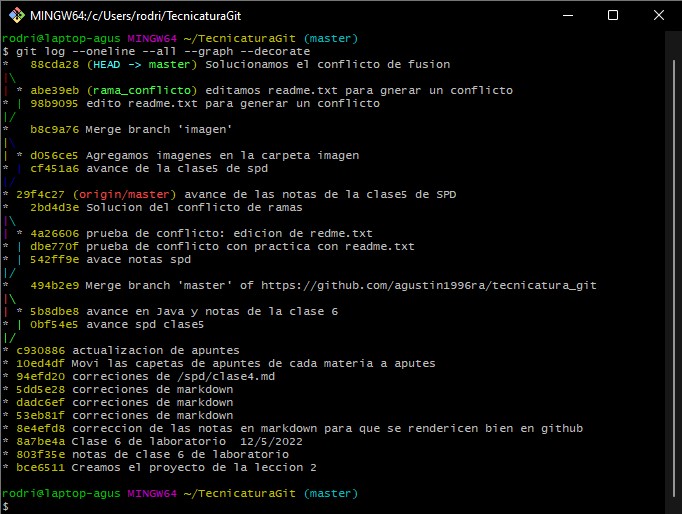 MINGW64:/c/Users/rodri/TecnicaturaGit
rodri@laptop-agus MINGW64 ~/TecnicaturaGit (master)
$ git log --oneline --all --graph --decorate
*   88cda28 (HEAD -> master) Solucionamos el conflicto de fusion
|\
| * abe39eb (rama_conflicto) editamos readme.txt para gnerar un conflicto
* | 98b9095 edito readme.txt para generar un conflicto
|/
*   b8c9a76 Merge branch 'imagen'
|\
| * d056ce5 Agregamos imagenes en la carpeta imagen
* | cf451a6 avance de la clase5 de spd
|/
* 29f4c27 (origin/master) avance de las notas de la clase5 de SPD
*   2bd4d3e Solucion del conflicto de ramas
|\
| * 4a26606 prueba de conflicto: edicion de redme.txt
* | dbe770f prueba de conflicto con practica con readme.txt
* | 542ff9e avace notas spd
|/
*   494b2e9 Merge branch 'master' of https://github.com/agustin1996ra/tecnicatura_git
|\
| * 5b8dbe8 avance en Java y notas de la clase 6
* | 0bf54e5 avance spd clase5
|/
* c930886 actualizacion de apuntes
* 10ed4df Movi las capetas de apuntes de cada materia a aputes
* 94efd20 correciones de /spd/clase4.md
* 5dd5e28 correciones de markdown
* dadc6ef correciones de markdown
* 53eb81f correciones de markdown
* 8e4efd8 correccion de las notas en markdown para que se rendericen bien en github
* 8a7be4a Clase 6 de laboratorio  12/5/2022
* 803f35e notas de clase 6 de laboratorio
* bce6511 Creamos el proyecto de la leccion 2
rodri@laptop-agus MINGW64 ~/TecnicaturaGit (master)
$